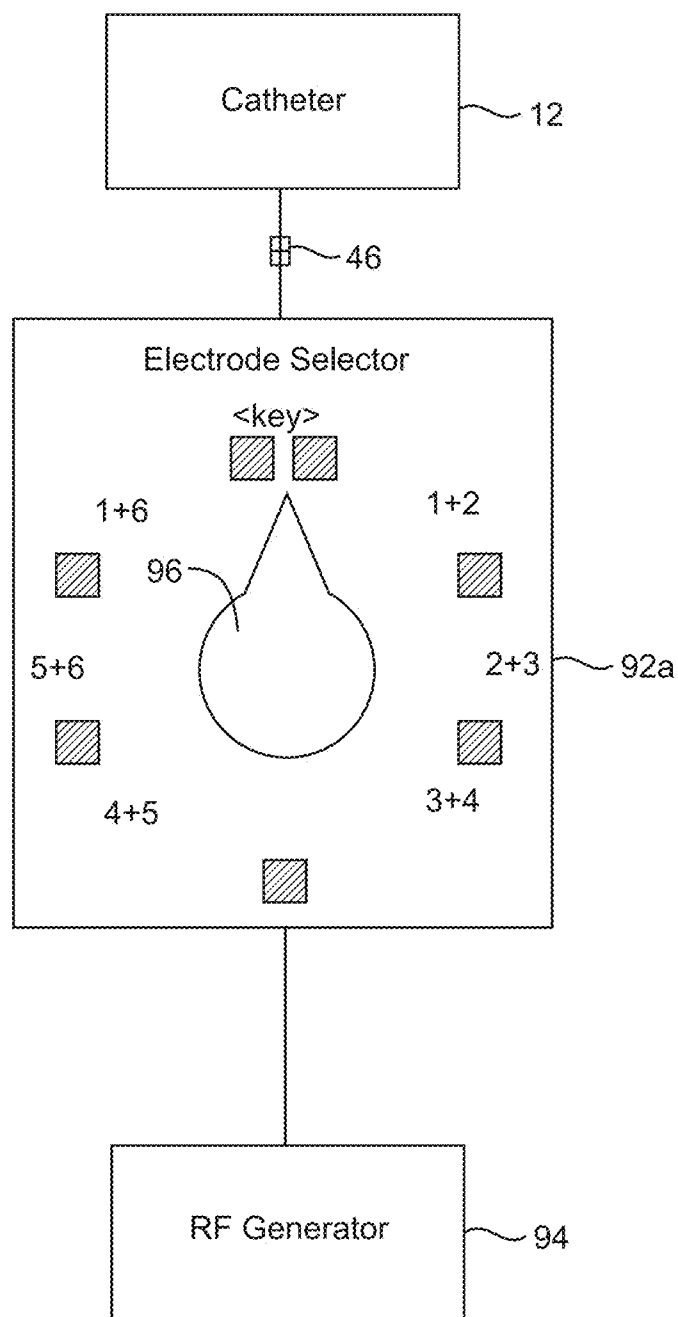 Catheter
12
46
Electrode Selector
<key>
1+6
1+2
96
5+6
2+3
92a
4+5
3+4
RF Generator
94